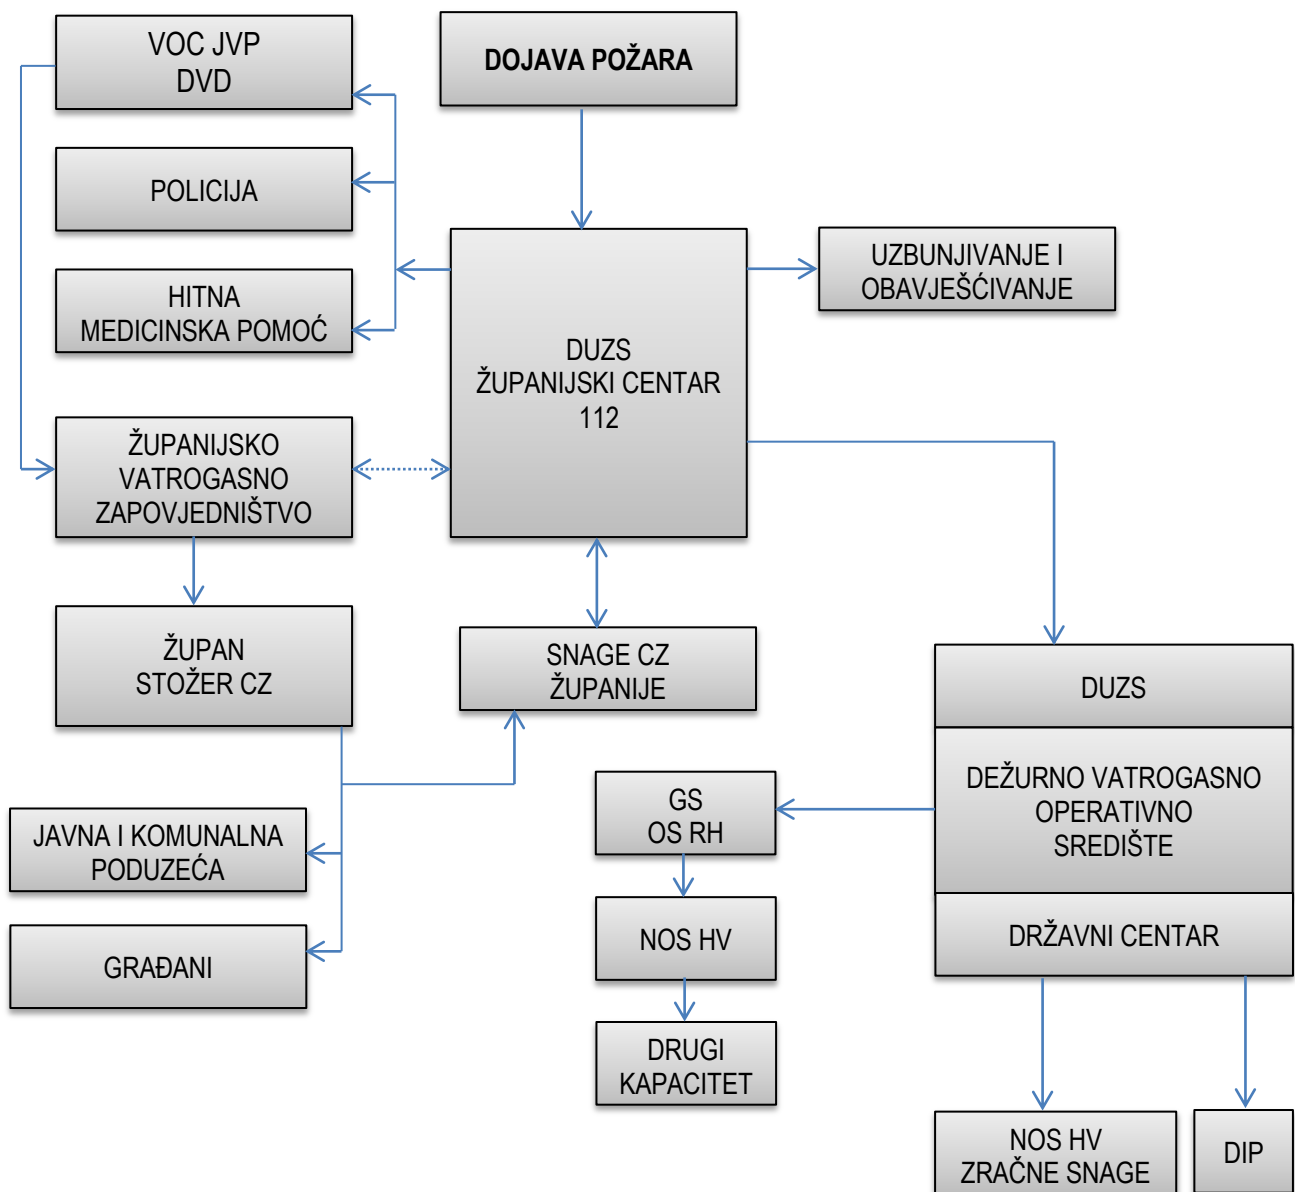 VOC JVP
DVD
DOJAVA POŽARA
POLICIJA
HITNA
MEDICINSKA POMOĆ
DUZS
ŽUPANIJSKI CENTAR
112
UZBUNJIVANJE I
OBAVJEŠĆIVANJE
ŽUPANIJSKO
VATROGASNO
ZAPOVJEDNIŠTVO
ŽUPAN
STOŽER CZ
SNAGE CZ
ŽUPANIJE
JAVNA I KOMUNALNA
PODUZEĆA
GRAĐANI
GS
OS RH
NOS HV
DRUGI
KAPACITET
DUZS
DEŽURNO VATROGASNO
OPERATIVNO
SREDIŠTE
DRŽAVNI CENTAR
NOS HV
ZRAČNE SNAGE
DIP